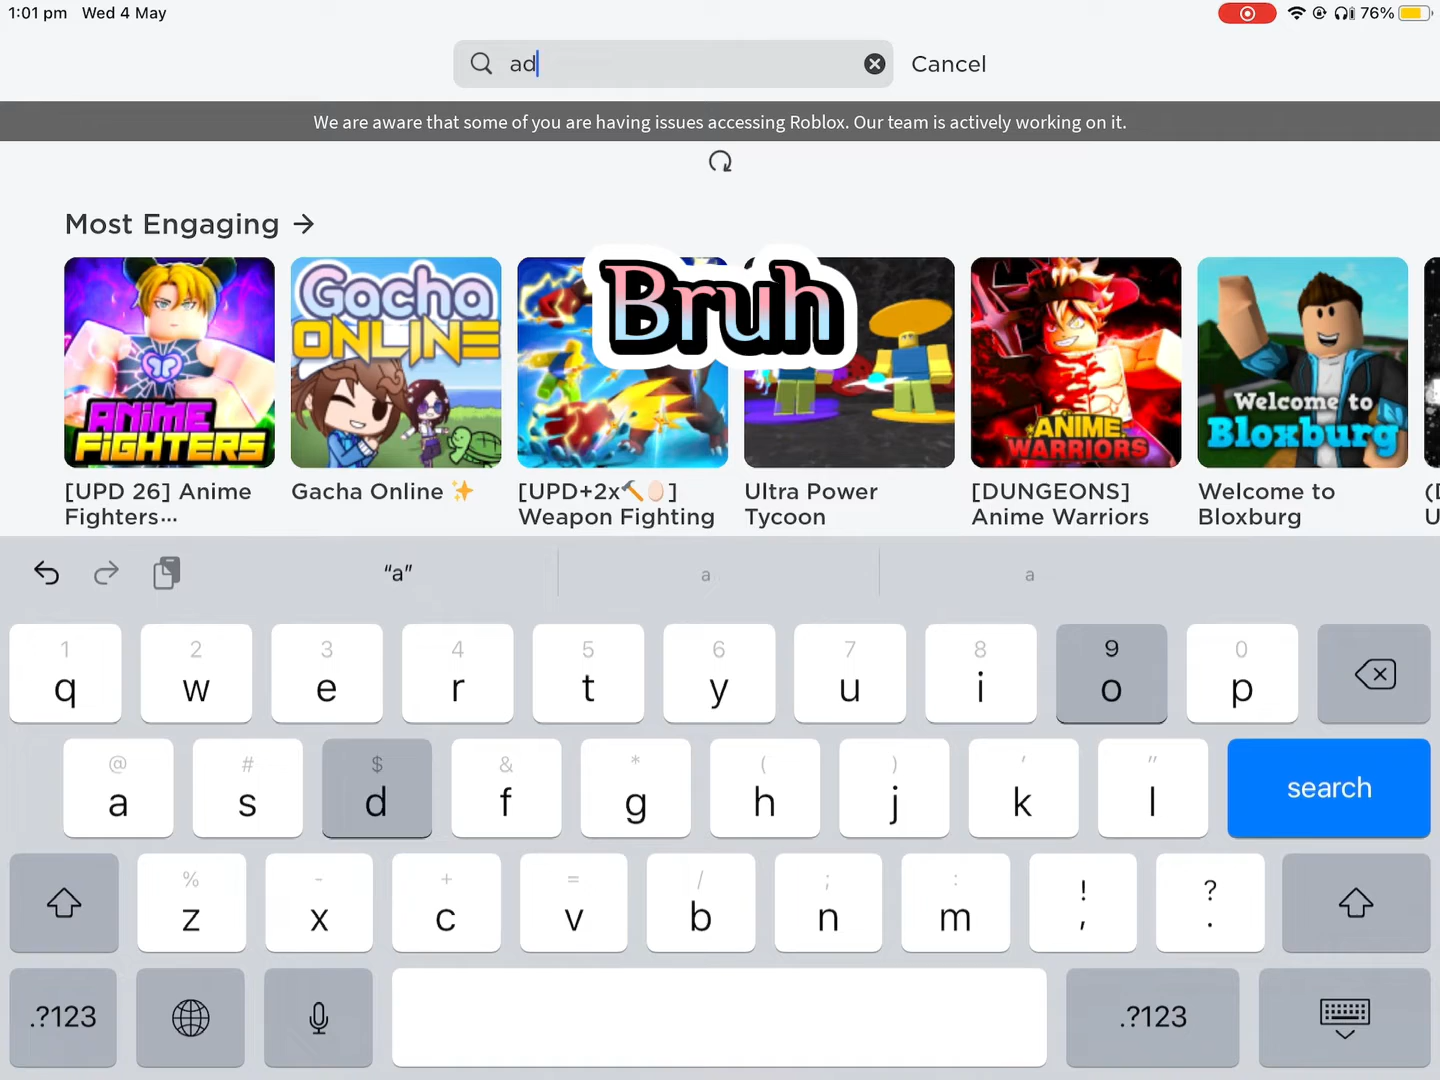 1:01 pm Wed 4 May
76%
ad
Cancel
We are aware that some of you are having issues accessing Roblox. Our team is actively working on it.
Most Engaging →
Bruh
ANiME
FiGHTERS
Gacha
ONLINE
ANIME
WARRIORS
Welcome to
Bloxburg
[UPD 26] Anime
Fighters...
Gacha Online ✨
[UPD+2x🔨🥚]
Weapon Fighting
Ultra Power
Tycoon
[DUNGEONS]
Anime Warriors
Welcome to
Bloxburg
“a” a a
1 2 3 4 5 6 7 8 9 0
q w e r t y u i o p
@ # $ & * ( ) ' "
a s d f g h j k l search
% - + = / ; : ! ?
z x c v b n m , .
.?123 .?123